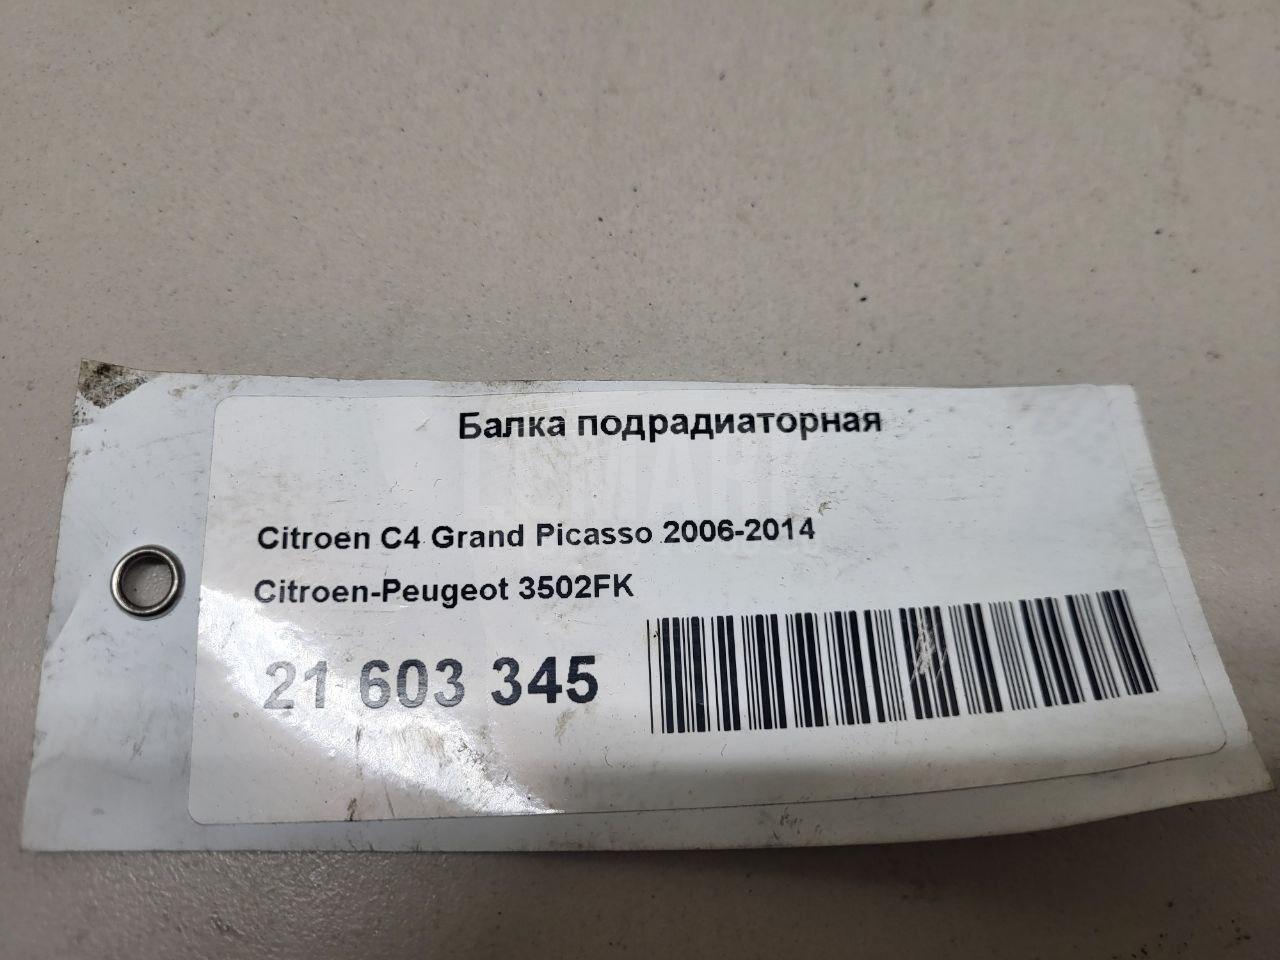 Балка подрадиаторная
Citroen C4 Grand Picasso 2006-2014
Citroen-Peugeot 3502FK
21 603 345